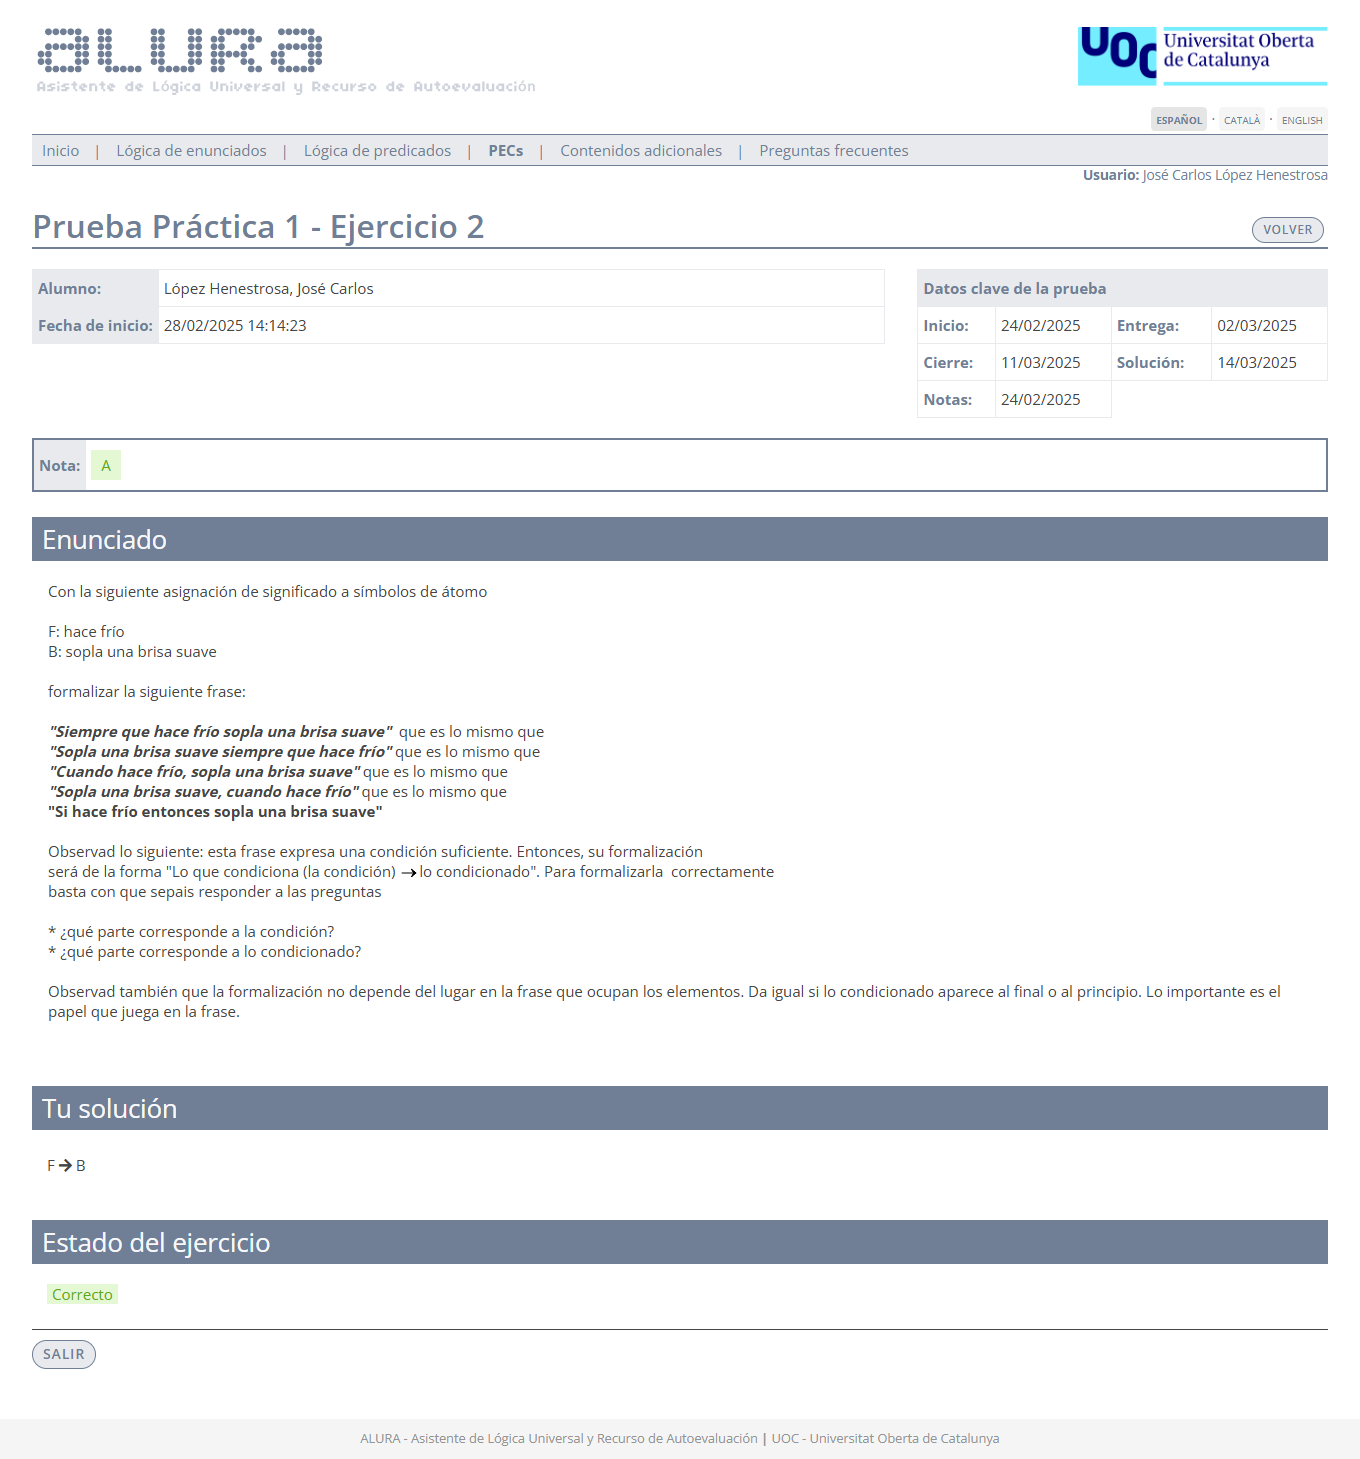 aLURa
Asistente de Lógica Universal y Recurso de Autoevaluación
UOC Universitat Oberta de Catalunya
ESPAÑOL · CATALÀ · ENGLISH
Inicio | Lógica de enunciados | Lógica de predicados | PECs | Contenidos adicionales | Preguntas frecuentes
Usuario: José Carlos López Henestrosa
Prueba Práctica 1 - Ejercicio 2
VOLVER
Alumno: López Henestrosa, José Carlos
Fecha de inicio: 28/02/2025 14:14:23
Datos clave de la prueba
Inicio: 24/02/2025 Entrega: 02/03/2025
Cierre: 11/03/2025 Solución: 14/03/2025
Notas: 24/02/2025
Nota: A
Enunciado
Con la siguiente asignación de significado a símbolos de átomo
F: hace frío
B: sopla una brisa suave
formalizar la siguiente frase:
"Siempre que hace frío sopla una brisa suave" que es lo mismo que
"Sopla una brisa suave siempre que hace frío" que es lo mismo que
"Cuando hace frío, sopla una brisa suave" que es lo mismo que
"Sopla una brisa suave, cuando hace frío" que es lo mismo que
"Si hace frío entonces sopla una brisa suave"
Observad lo siguiente: esta frase expresa una condición suficiente. Entonces, su formalización
será de la forma "Lo que condiciona (la condición) → lo condicionado". Para formalizarla correctamente
basta con que sepais responder a las preguntas
* ¿qué parte corresponde a la condición?
* ¿qué parte corresponde a lo condicionado?
Observad también que la formalización no depende del lugar en la frase que ocupan los elementos. Da igual si lo condicionado aparece al final o al principio. Lo importante es el
papel que juega en la frase.
Tu solución
F → B
Estado del ejercicio
Correcto
SALIR
ALURA - Asistente de Lógica Universal y Recurso de Autoevaluación | UOC - Universitat Oberta de Catalunya